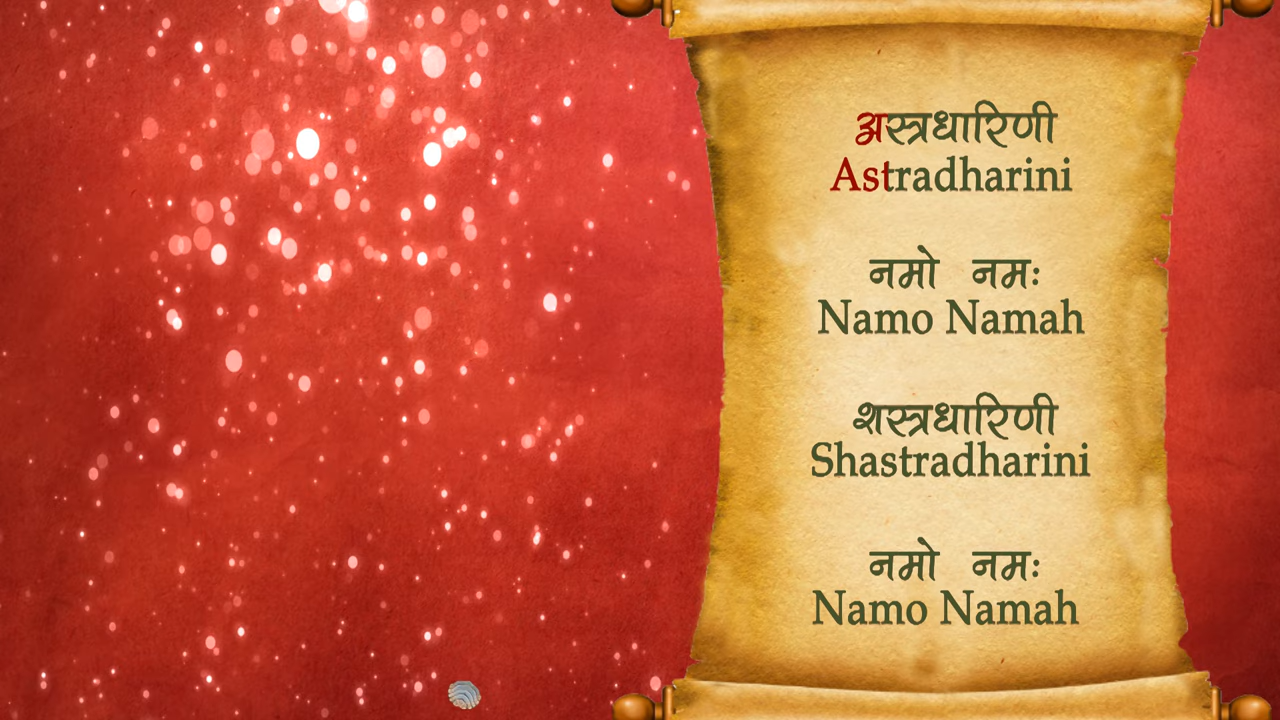 अस्त्रधारिणी
Astradharini
नमो नमः
Namo Namah
शस्त्रधारिणी
Shastradharini
नमो नमः
Namo Namah